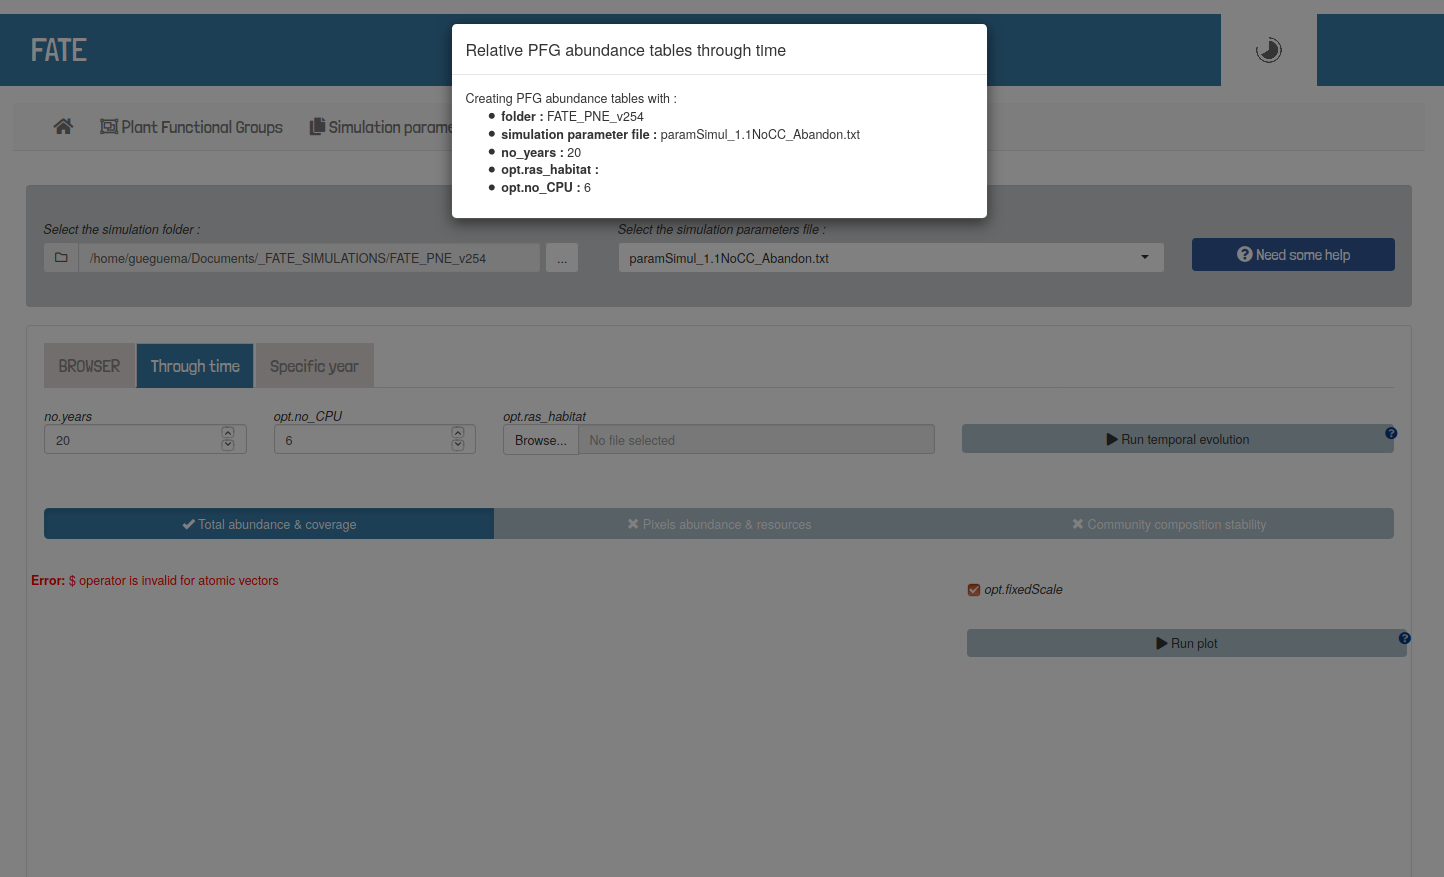 FATE
Relative PFG abundance tables through time
Creating PFG abundance tables with :
folder : FATE_PNE_v254
simulation parameter file : paramSimul_1.1NoCC_Abandon.txt
no_years : 20
opt.ras_habitat :
opt.no_CPU : 6
Plant Functional Groups
Simulation parame
Select the simulation folder :
Select the simulation parameters file :
/home/gueguema/Documents/_FATE_SIMULATIONS/FATE_PNE_v254
...
paramSimul_1.1NoCC_Abandon.txt
Need some help
BROWSER
Through time
Specific year
no.years
opt.no_CPU
opt.ras_habitat
20
6
Browse...
No file selected
Run temporal evolution
Total abundance & coverage
Pixels abundance & resources
Community composition stability
Error: $ operator is invalid for atomic vectors
opt.fixedScale
Run plot